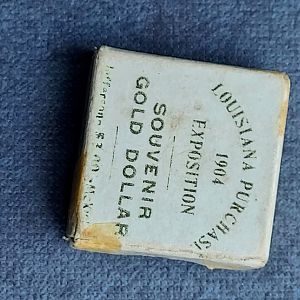 LOUISIANA PURCHAS
1904
EXPOSITION
SOUVENIR
GOLD DOLLAR